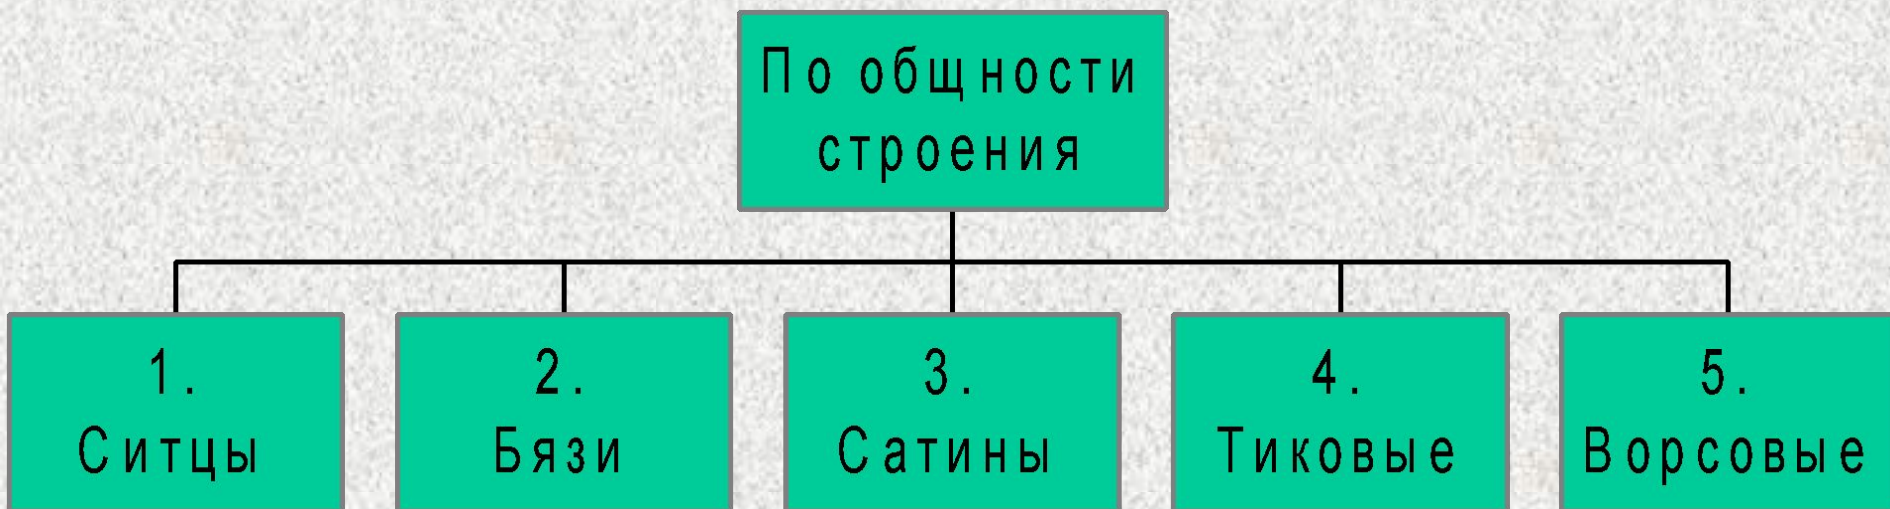 По общности
строения
1.
Ситцы
2.
Бязи
3.
Сатины
4.
Тиковые
5.
Ворсовые